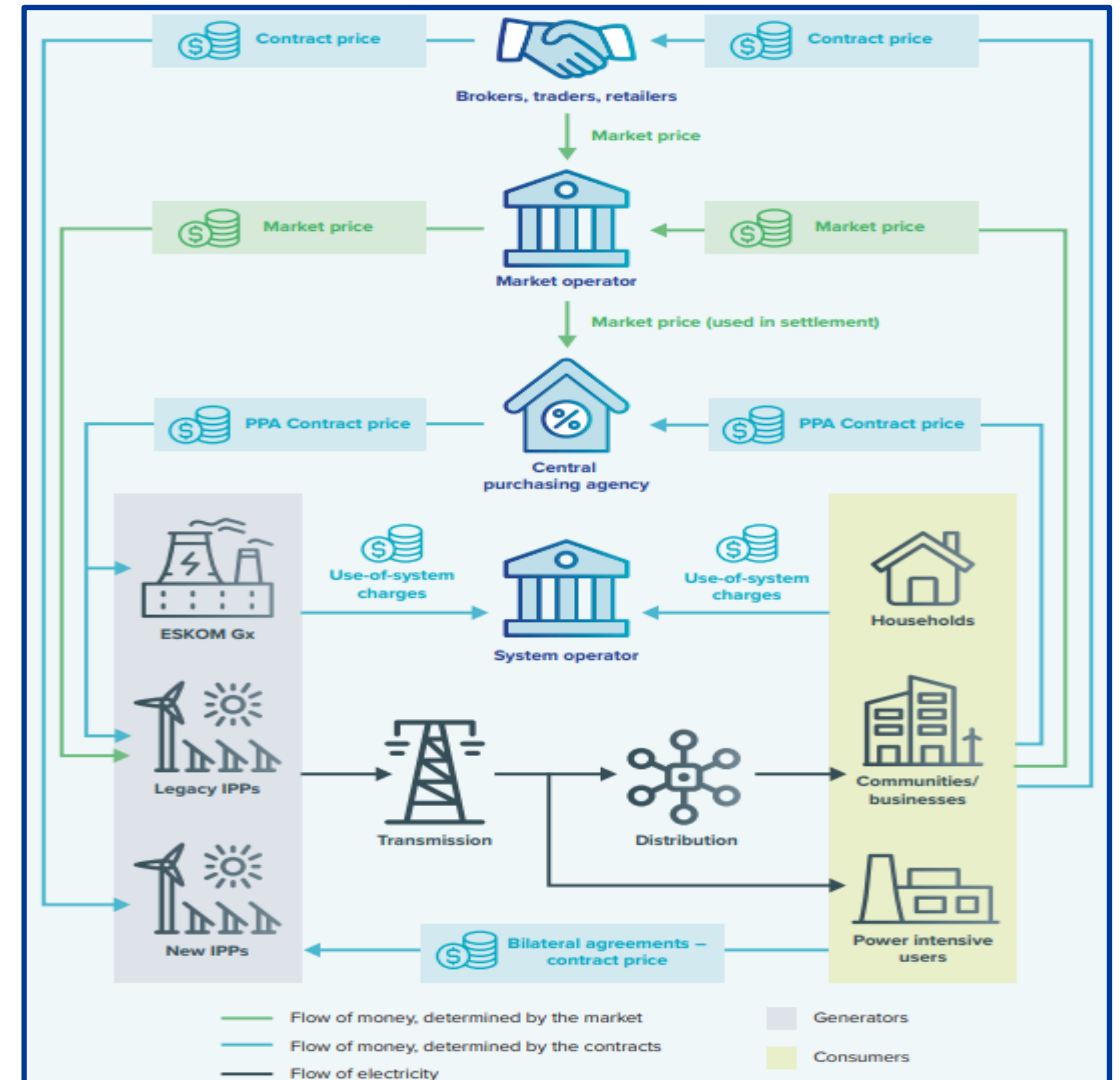 Contract price
Contract price
Brokers, traders, retailers
Market price
Market price
Market price
Market operator
Market price (used in settlement)
PPA Contract price
PPA Contract price
Central
purchasing agency
Use-of-system
charges
Use-of-system
charges
ESKOM Gx
Households
System operator
Legacy IPPs
Communities/
businesses
Transmission
Distribution
New IPPs
Bilateral agreements –
contract price
Power intensive
users
Flow of money, determined by the market
Generators
Flow of money, determined by the contracts
Consumers
Flow of electricity